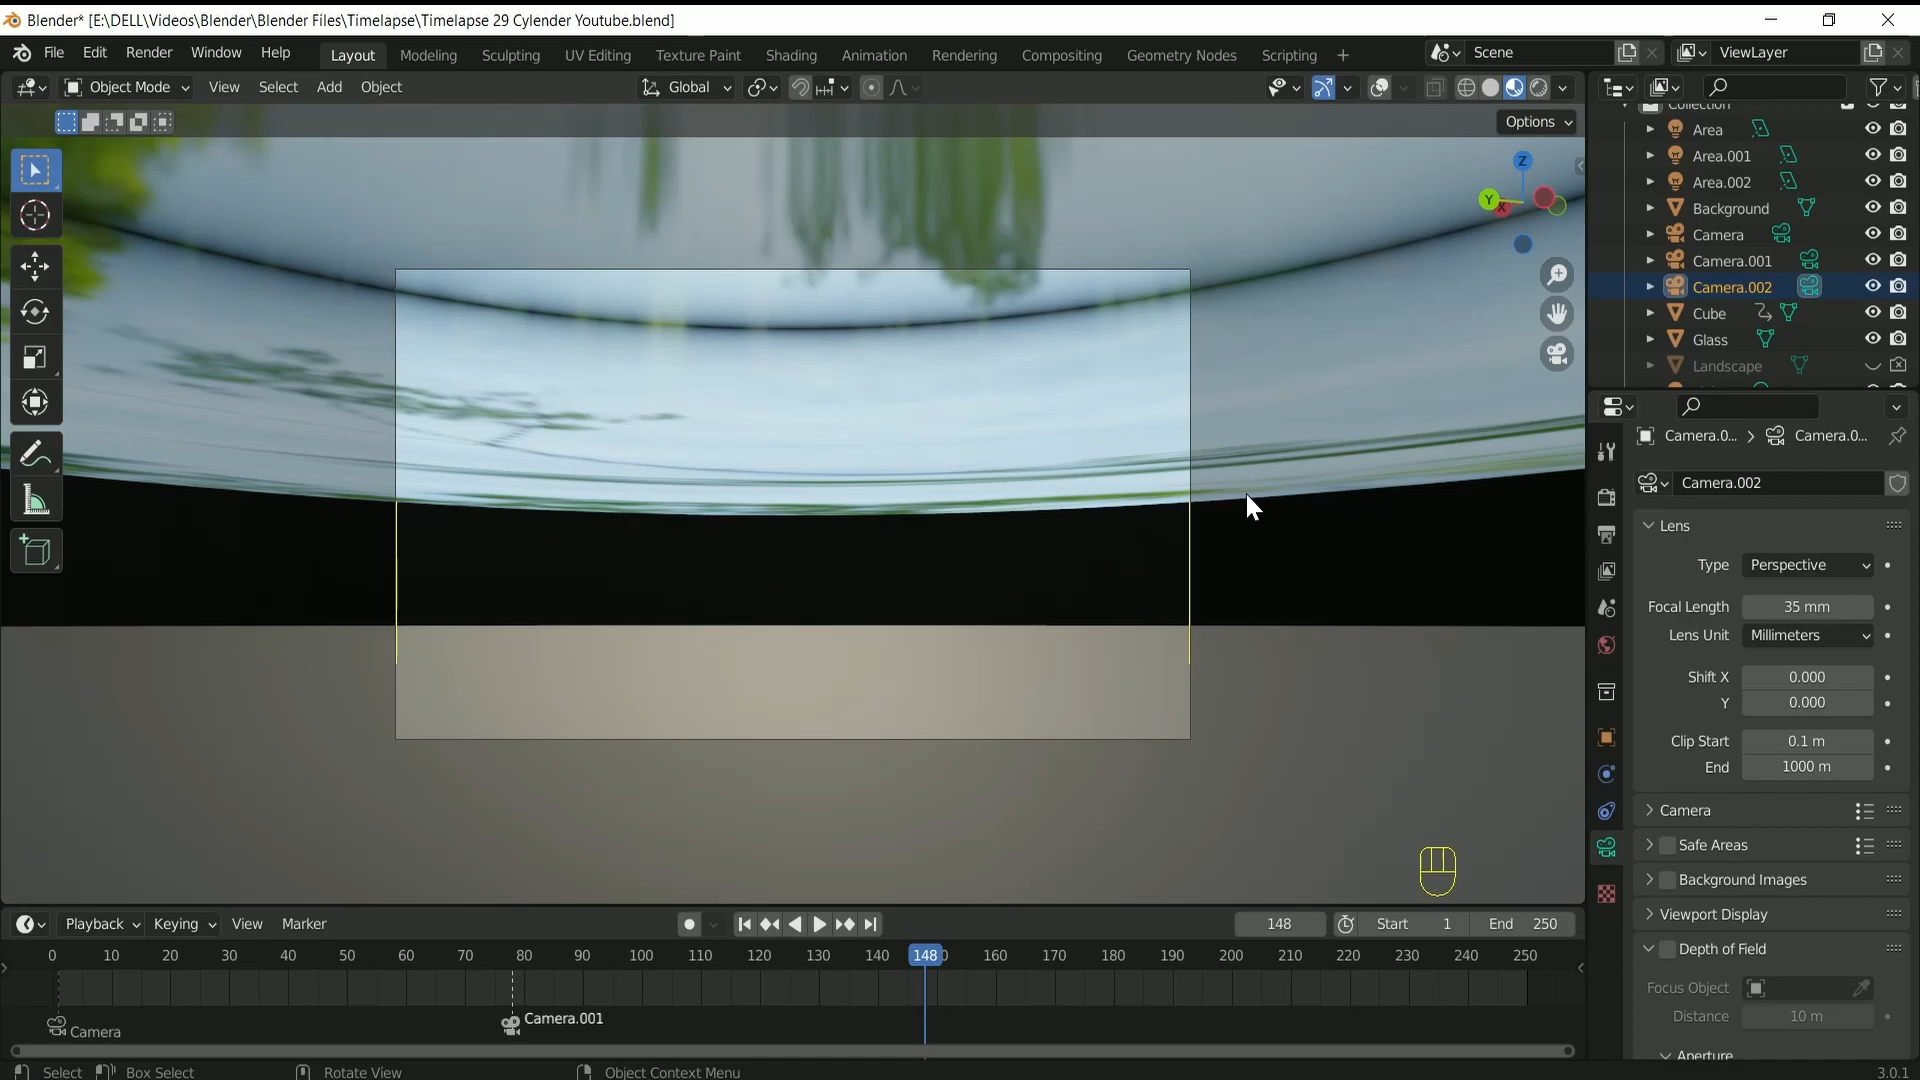 Blender* [E:\DELL\Videos\Blender\Blender Files\Timelapse\Timelapse 29 Cylender Youtube.blend]
File Edit Render Window Help Layout Modeling Sculpting UV Editing Texture Paint Shading Animation Rendering Compositing Geometry Nodes Scripting + Scene ViewLayer
Object Mode View Select Add Object Global
Options
Z
Y
X
Collection
Area
Area.001
Area.002
Background
Camera
Camera.001
Camera.002
Cube
Glass
Landscape
Camera.0... > Camera.0...
Camera.002
Lens
Type Perspective
Focal Length 35 mm
Lens Unit Millimeters
Shift X 0.000
Y 0.000
Clip Start 0.1 m
End 1000 m
Camera
Safe Areas
Background Images
Viewport Display
Depth of Field
Focus Object
Distance 10 m
Aperture
Playback Keying View Marker 148 Start 1 End 250
0 10 20 30 40 50 60 70 80 90 100 110 120 130 140 148 160 170 180 190 200 210 220 230 240 250
Camera
Camera.001
Select Box Select Rotate View Object Context Menu 3.0.1